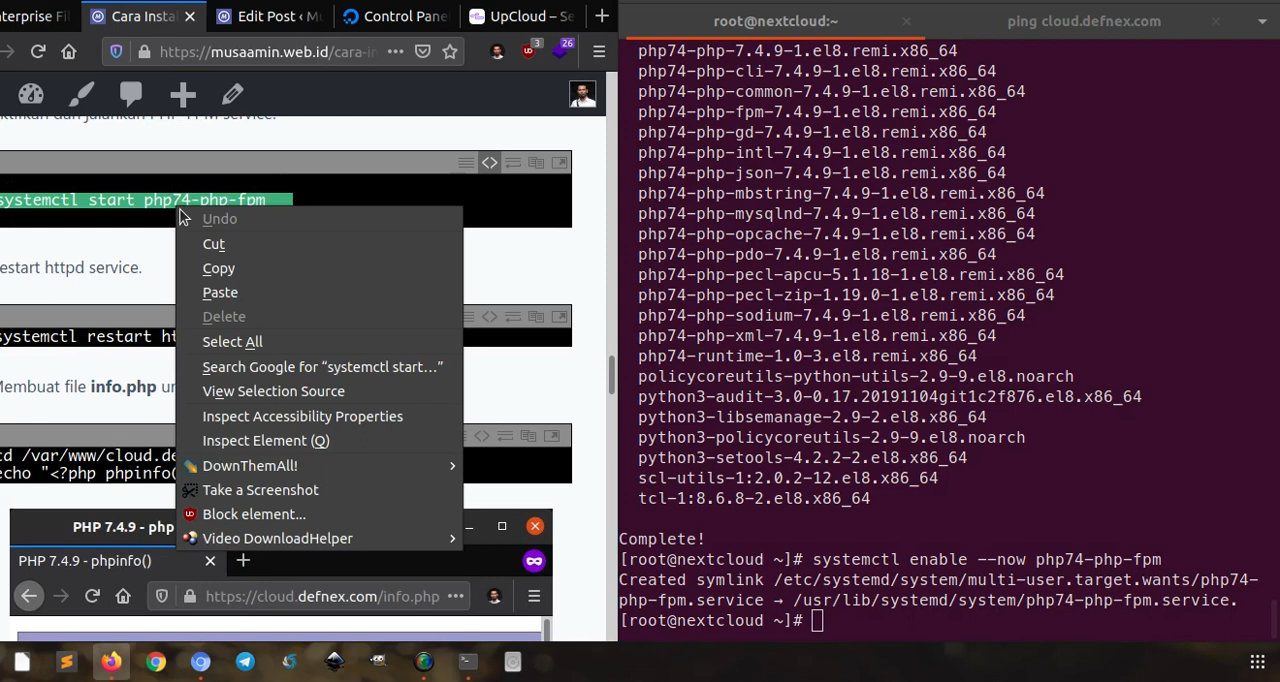 erprise Fi
Cara Instal
Edit Post ‹ Mu
Control Pane
UpCloud – Se
https://musaamin.web.id/cara-in
3
26
ktifkan dan jalankan PHP-FPM service.
systemctl start php74-php-fpm
estart httpd service.
systemctl restart ht
Membuat file info.php un
cd /var/www/cloud.de
echo "<?php phpinfo(
PHP 7.4.9 - php
PHP 7.4.9 - phpinfo()
https://cloud.defnex.com/info.php
Undo
Cut
Copy
Paste
Delete
Select All
Search Google for “systemctl start…”
View Selection Source
Inspect Accessibility Properties
Inspect Element (Q)
DownThemAll!
Take a Screenshot
Block element…
Video DownloadHelper
root@nextcloud:~
ping cloud.defnex.com
php74-php-7.4.9-1.el8.remi.x86_64
php74-php-cli-7.4.9-1.el8.remi.x86_64
php74-php-common-7.4.9-1.el8.remi.x86_64
php74-php-fpm-7.4.9-1.el8.remi.x86_64
php74-php-gd-7.4.9-1.el8.remi.x86_64
php74-php-intl-7.4.9-1.el8.remi.x86_64
php74-php-json-7.4.9-1.el8.remi.x86_64
php74-php-mbstring-7.4.9-1.el8.remi.x86_64
php74-php-mysqlnd-7.4.9-1.el8.remi.x86_64
php74-php-opcache-7.4.9-1.el8.remi.x86_64
php74-php-pdo-7.4.9-1.el8.remi.x86_64
php74-php-pecl-apcu-5.1.18-1.el8.remi.x86_64
php74-php-pecl-zip-1.19.0-1.el8.remi.x86_64
php74-php-sodium-7.4.9-1.el8.remi.x86_64
php74-php-xml-7.4.9-1.el8.remi.x86_64
php74-runtime-1.0-3.el8.remi.x86_64
policycoreutils-python-utils-2.9-9.el8.noarch
python3-audit-3.0-0.17.20191104git1c2f876.el8.x86_64
python3-libsemanage-2.9-2.el8.x86_64
python3-policycoreutils-2.9-9.el8.noarch
python3-setools-4.2.2-2.el8.x86_64
scl-utils-1:2.0.2-12.el8.x86_64
tcl-1:8.6.8-2.el8.x86_64
Complete!
[root@nextcloud ~]# systemctl enable --now php74-php-fpm
Created symlink /etc/systemd/system/multi-user.target.wants/php74-
php-fpm.service → /usr/lib/systemd/system/php74-php-fpm.service.
[root@nextcloud ~]#